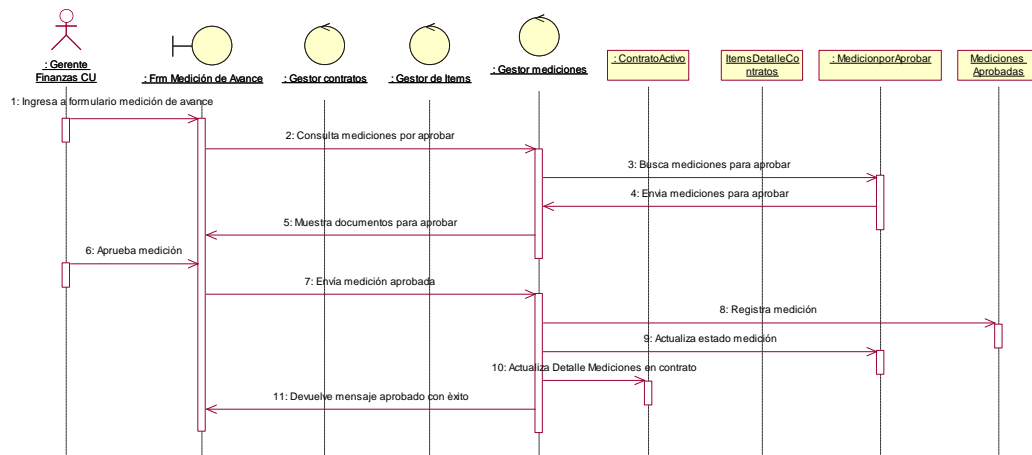 : Gerente
Finanzas CU
: Frm Medición de Avance
: Gestor contratos
: Gestor de Items
: Gestor mediciones
: ContratoActivo
ItemsDetalleCo
ntratos
: MedicionporAprobar
Mediciones
Aprobadas
1: Ingresa a formulario medición de avance
2: Consulta mediciones por aprobar
3: Busca mediciones para aprobar
4: Envia mediciones para aprobar
5: Muestra documentos para aprobar
6: Aprueba medición
7: Envía medición aprobada
8: Registra medición
9: Actualiza estado medición
10: Actualiza Detalle Mediciones en contrato
11: Devuelve mensaje aprobado con èxito